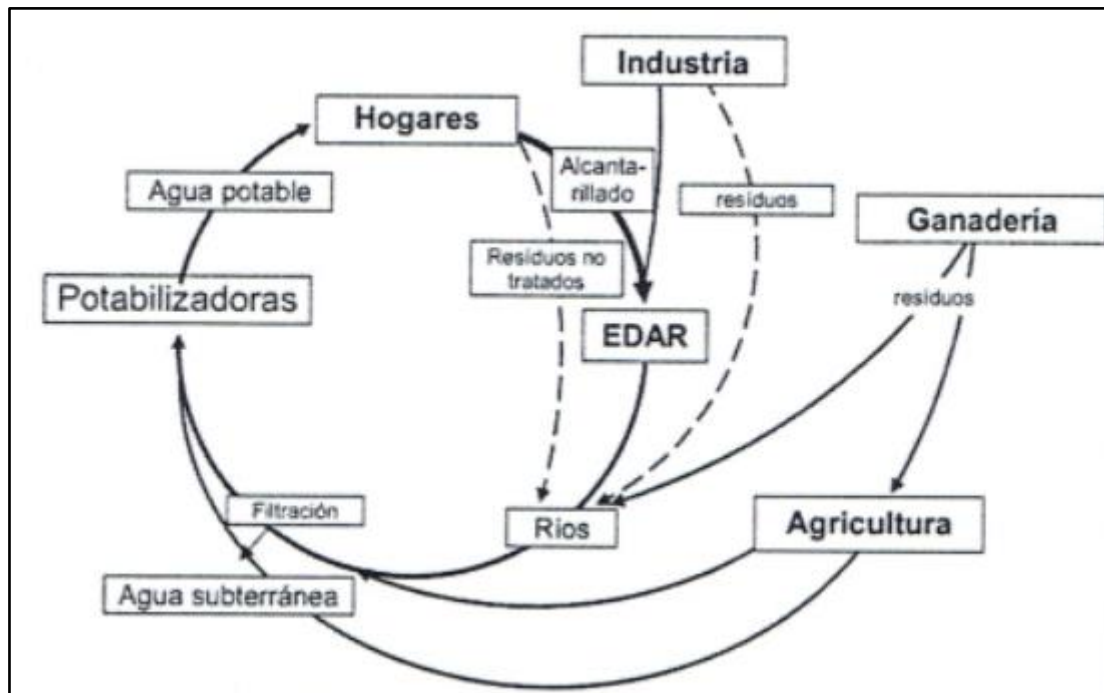 Industria
Hogares
Alcanta-
rillado
Agua potable
residuos
Ganadería
Resíduos no
tratados
Potabilizadoras
residuos
EDAR
Filtración
Ríos
Agricultura
Agua subterránea